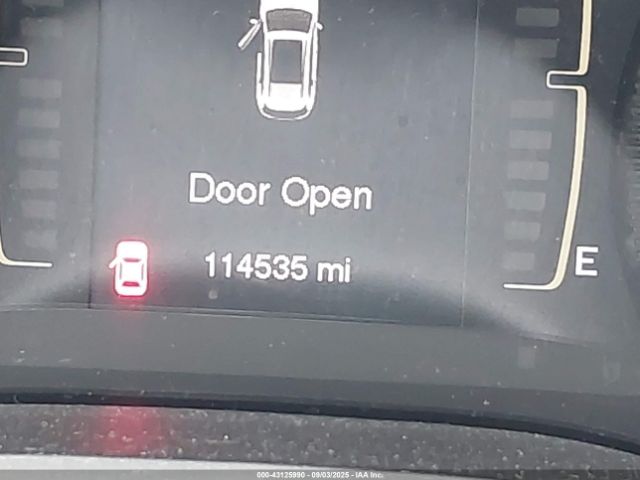 Door Open
114535 mi
E
000-43125990 - 09/03/2025 - IAA Inc.